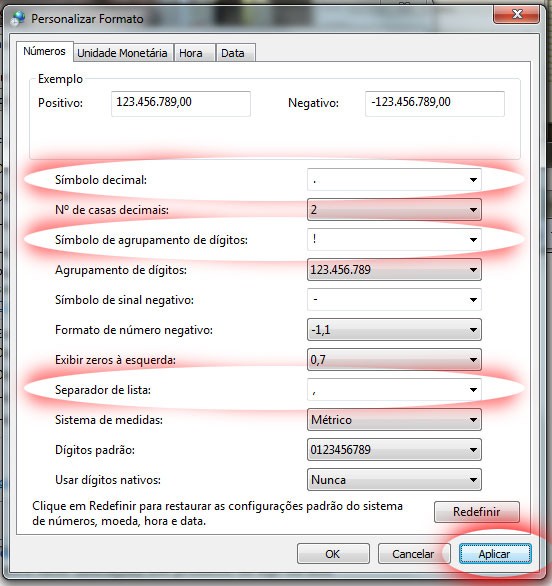 Personalizar Formato
Números Unidade Monetária Hora Data
Exemplo
Positivo: 123.456.789,00 Negativo: -123.456.789,00
Símbolo decimal: .
Nº de casas decimais: 2
Símbolo de agrupamento de dígitos: !
Agrupamento de dígitos: 123.456.789
Símbolo de sinal negativo: -
Formato de número negativo: -1,1
Exibir zeros à esquerda: 0,7
Separador de lista: ,
Sistema de medidas: Métrico
Dígitos padrão: 0123456789
Usar dígitos nativos: Nunca
Clique em Redefinir para restaurar as configurações padrão do sistema
de números, moeda, hora e data.
Redefinir
OK Cancelar Aplicar